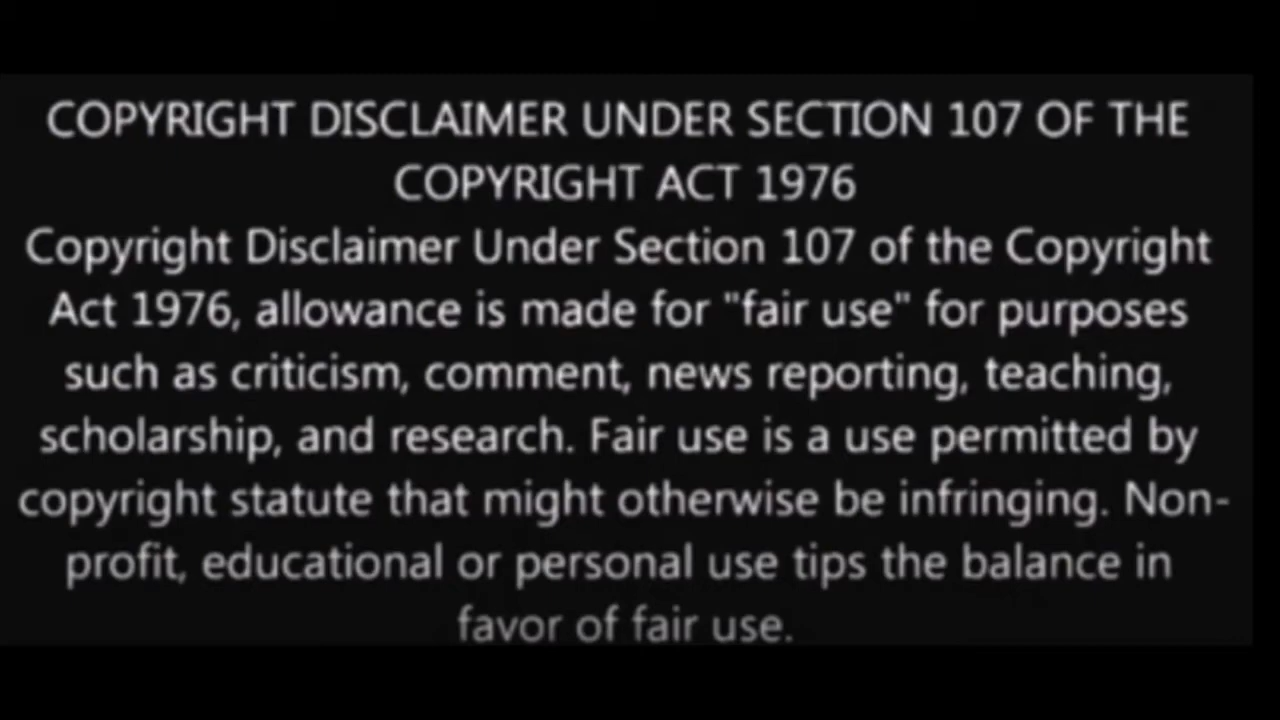 COPYRIGHT DISCLAIMER UNDER SECTION 107 OF THE
COPYRIGHT ACT 1976
Copyright Disclaimer Under Section 107 of the Copyright
Act 1976, allowance is made for "fair use" for purposes
such as criticism, comment, news reporting, teaching,
scholarship, and research. Fair use is a use permitted by
copyright statute that might otherwise be infringing. Non-
profit, educational or personal use tips the balance in
favor of fair use.